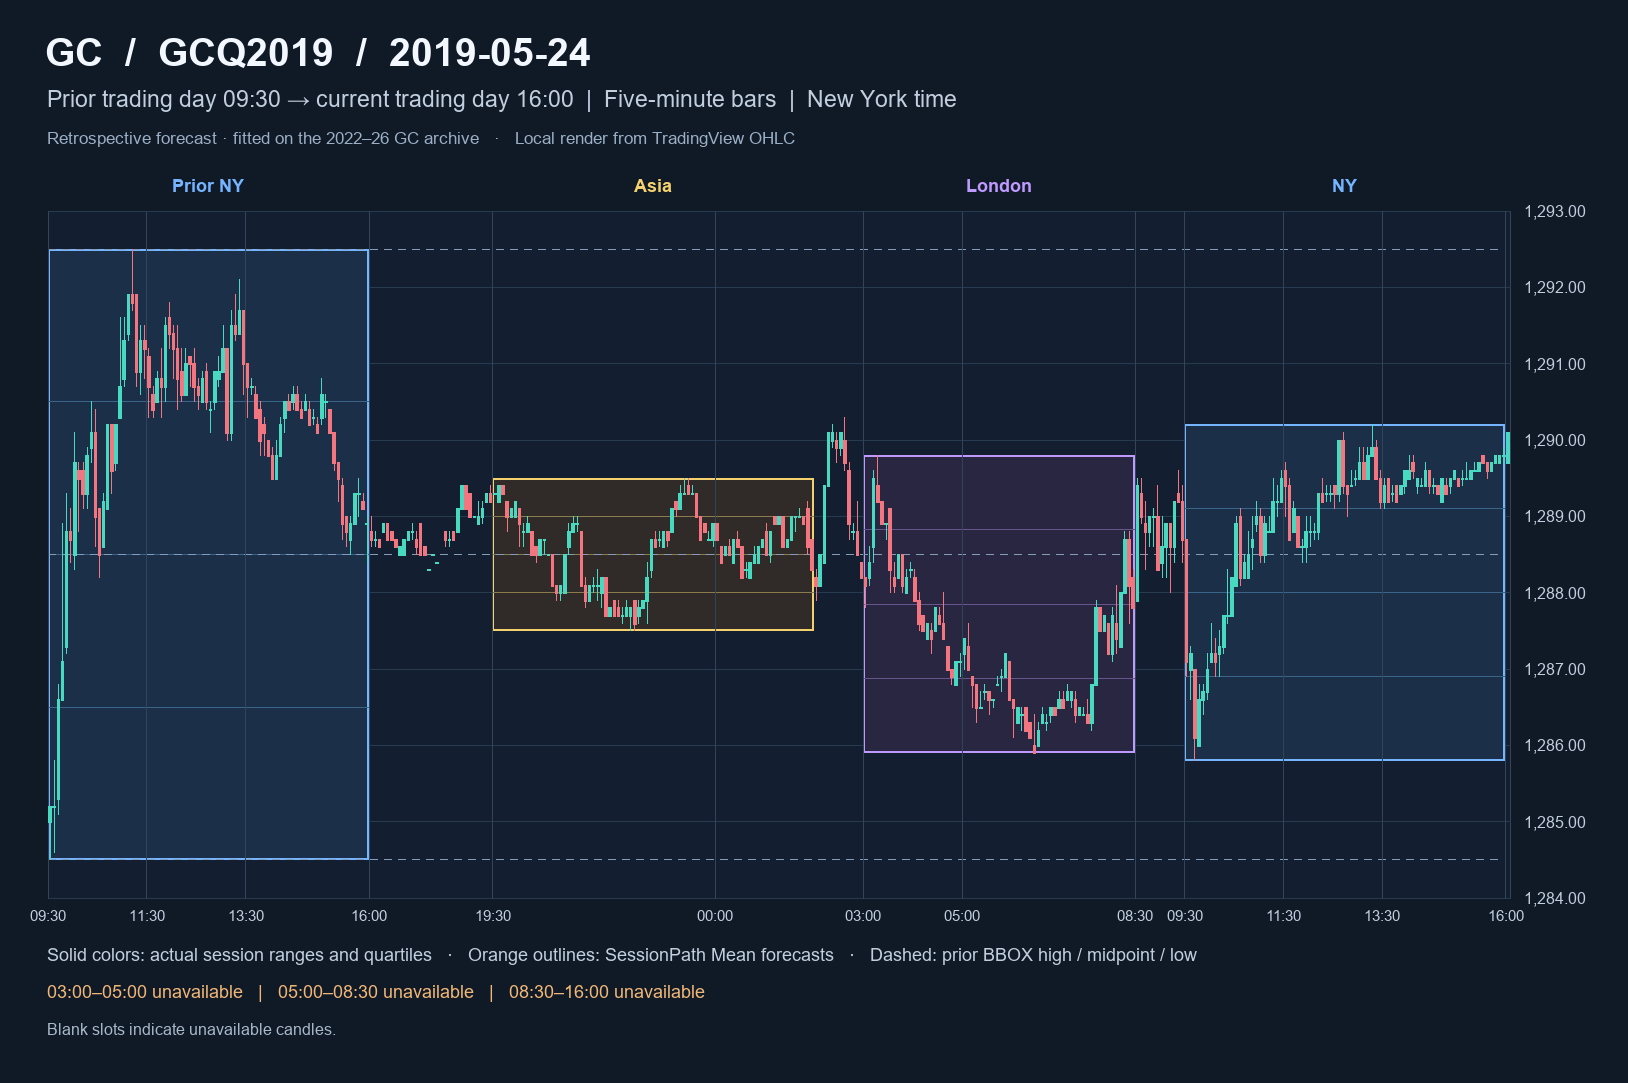 GC / GCQ2019 / 2019-05-24
Prior trading day 09:30 → current trading day 16:00 | Five-minute bars | New York time
Retrospective forecast · fitted on the 2022–26 GC archive · Local render from TradingView OHLC
Prior NY Asia London NY
1,293.00
1,292.00
1,291.00
1,290.00
1,289.00
1,288.00
1,287.00
1,286.00
1,285.00
1,284.00
09:30 11:30 13:30 16:00 19:30 00:00 03:00 05:00 08:30 09:30 11:30 13:30 16:00
Solid colors: actual session ranges and quartiles · Orange outlines: SessionPath Mean forecasts · Dashed: prior BBOX high / midpoint / low
03:00–05:00 unavailable | 05:00–08:30 unavailable | 08:30–16:00 unavailable
Blank slots indicate unavailable candles.